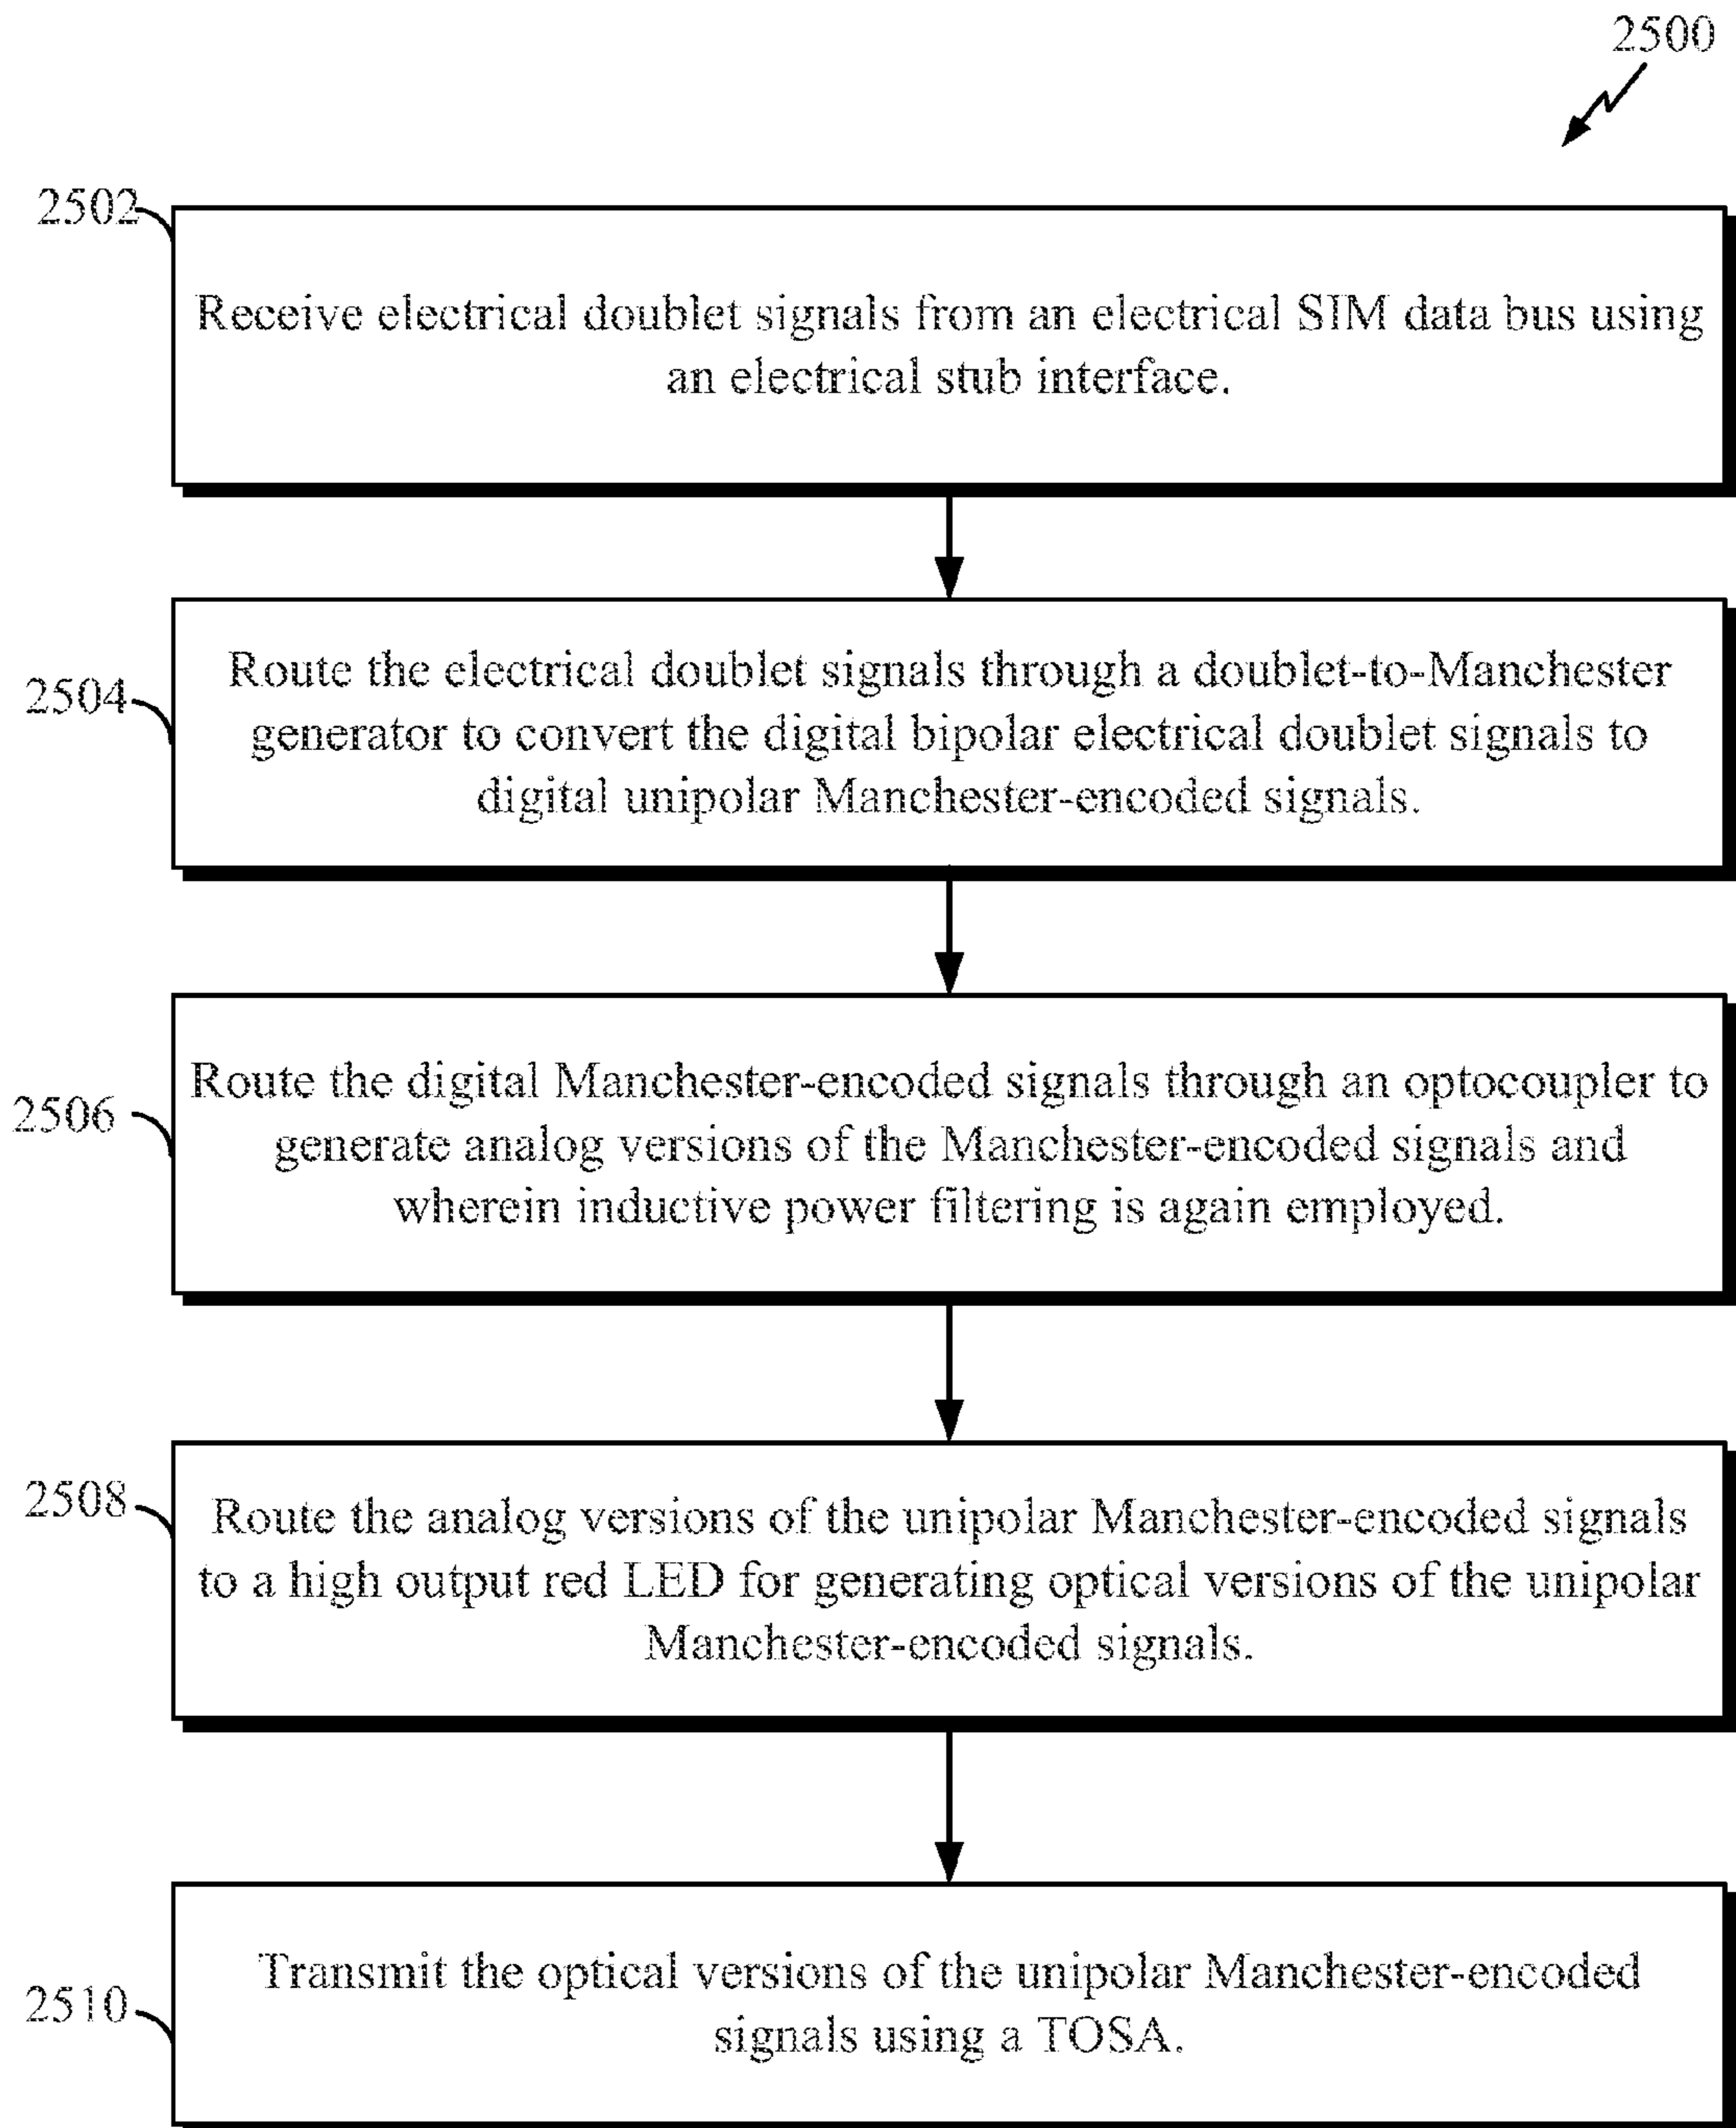 2500
2502
Receive electrical doublet signals from an electrical SIM data bus using
an electrical stub interface.
2504
Route the electrical doublet signals through a doublet-to-Manchester
generator to convert the digital bipolar electrical doublet signals to
digital unipolar Manchester-encoded signals.
2506
Route the digital Manchester-encoded signals through an optocoupler to
generate analog versions of the Manchester-encoded signals and
wherein inductive power filtering is again employed.
2508
Route the analog versions of the unipolar Manchester-encoded signals
to a high output red LED for generating optical versions of the unipolar
Manchester-encoded signals.
2510
Transmit the optical versions of the unipolar Manchester-encoded
signals using a TOSA.